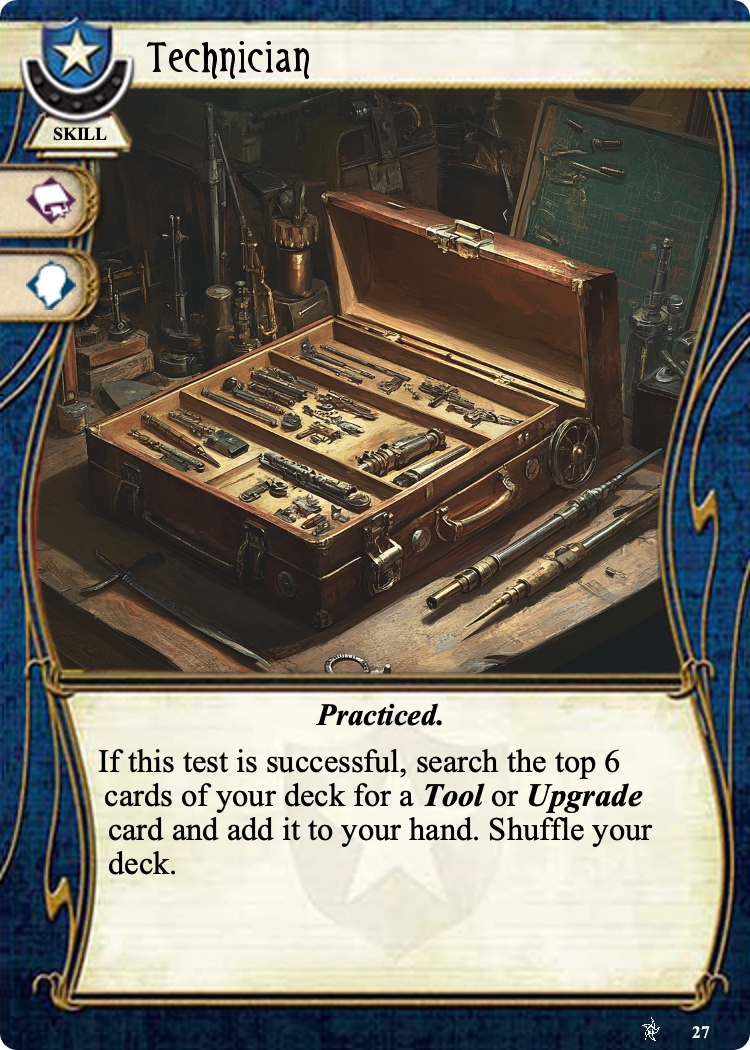 Technician
SKILL
Practiced.
If this test is successful, search the top 6
cards of your deck for a Tool or Upgrade
card and add it to your hand. Shuffle your
deck.
27